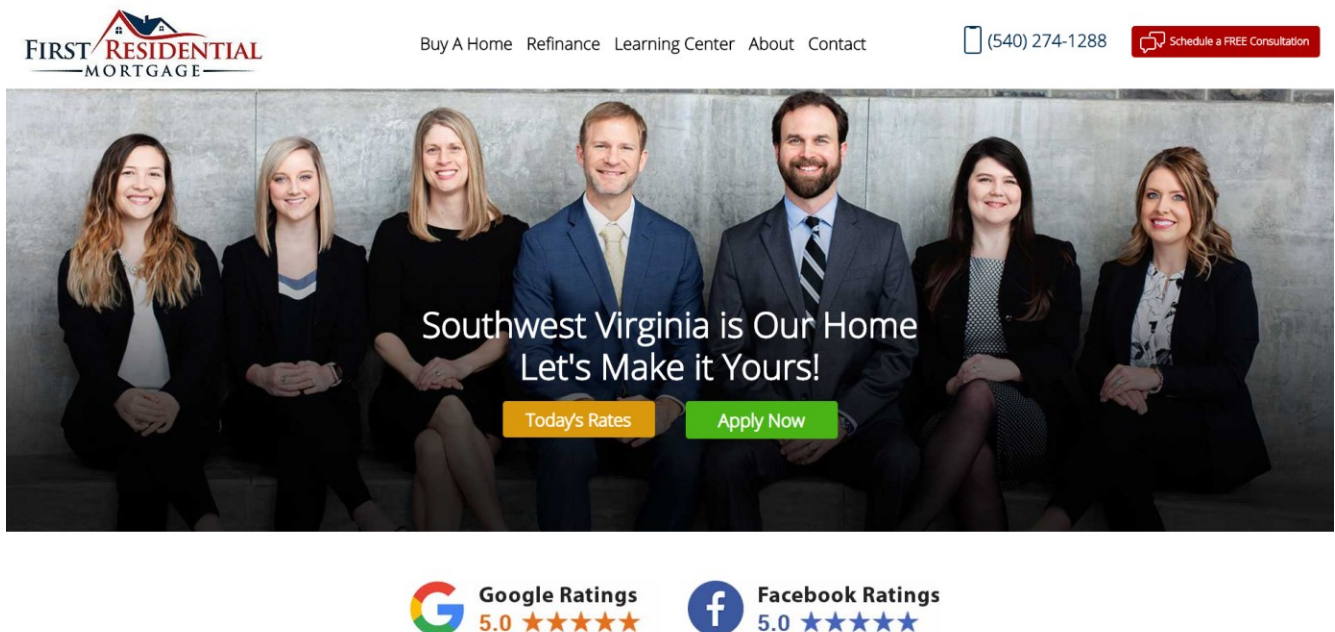 FIRST RESIDENTIAL
MORTGAGE
Buy A Home Refinance Learning Center About Contact
(540) 274-1288
Schedule a FREE Consultation
Southwest Virginia is Our Home
Let's Make it Yours!
Today's Rates
Apply Now
Google Ratings
5.0
Facebook Ratings
5.0